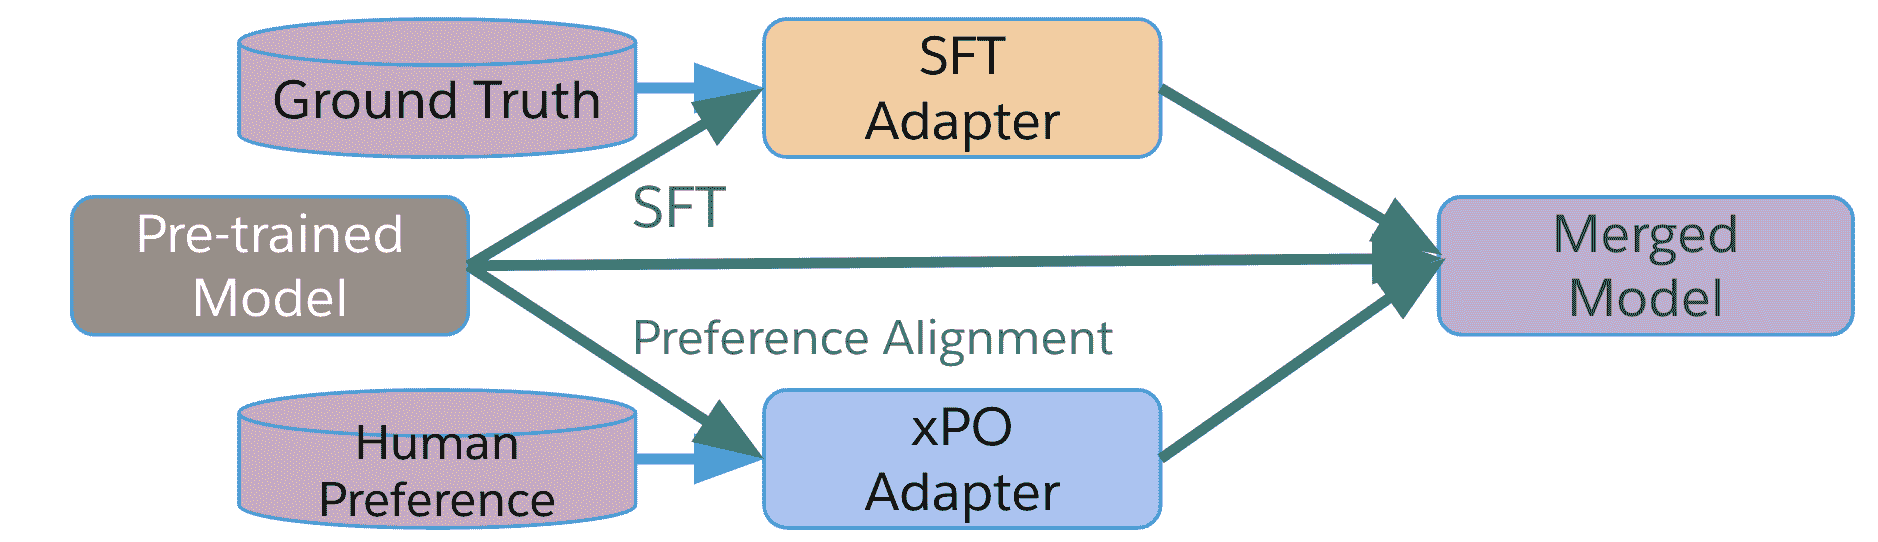 Ground Truth
SFT
Adapter
SFT
Pre-trained
Model
Merged
Model
Preference Alignment
Human
Preference
xPO
Adapter